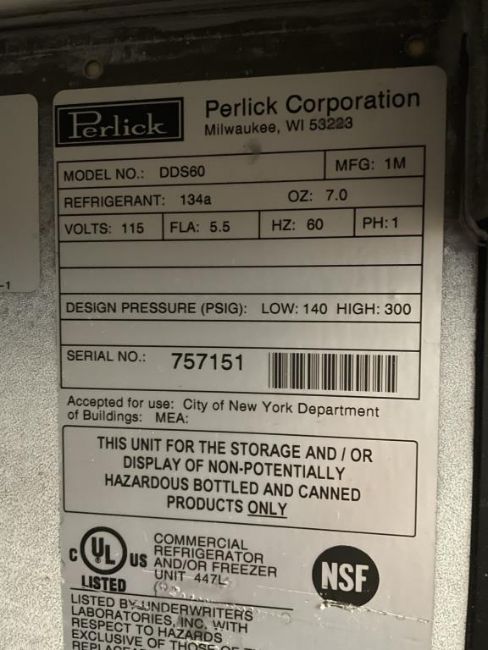 Perlick
Perlick Corporation
Milwaukee, WI 53223
MODEL NO.: DDS60 MFG: 1M
REFRIGERANT: 134a OZ: 7.0
VOLTS: 115 FLA: 5.5 HZ: 60 PH: 1
DESIGN PRESSURE (PSIG): LOW: 140 HIGH: 300
SERIAL NO.: 757151
Accepted for use: City of New York Department
of Buildings: MEA:
THIS UNIT FOR THE STORAGE AND / OR
DISPLAY OF NON-POTENTIALLY
HAZARDOUS BOTTLED AND CANNED
PRODUCTS ONLY
C UL US
LISTED
COMMERCIAL
REFRIGERATOR
AND/OR FREEZER
UNIT 447L
NSF
LISTED BY UNDERWRITERS
LABORATORIES, INC. WITH
RESPECT TO HAZARDS
EXCLUSIVE OF THOSE
-1